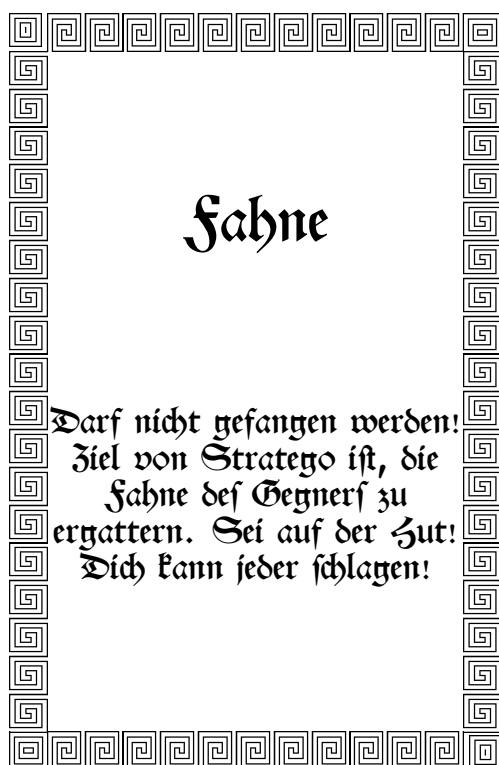 Fahne
Darf nicht gefangen werden!
Ziel von Stratego iſt, die
Fahne deſ Gegnerſ zu
ergattern. Sei auf der Hut!
Dich kann jeder ſchlagen!